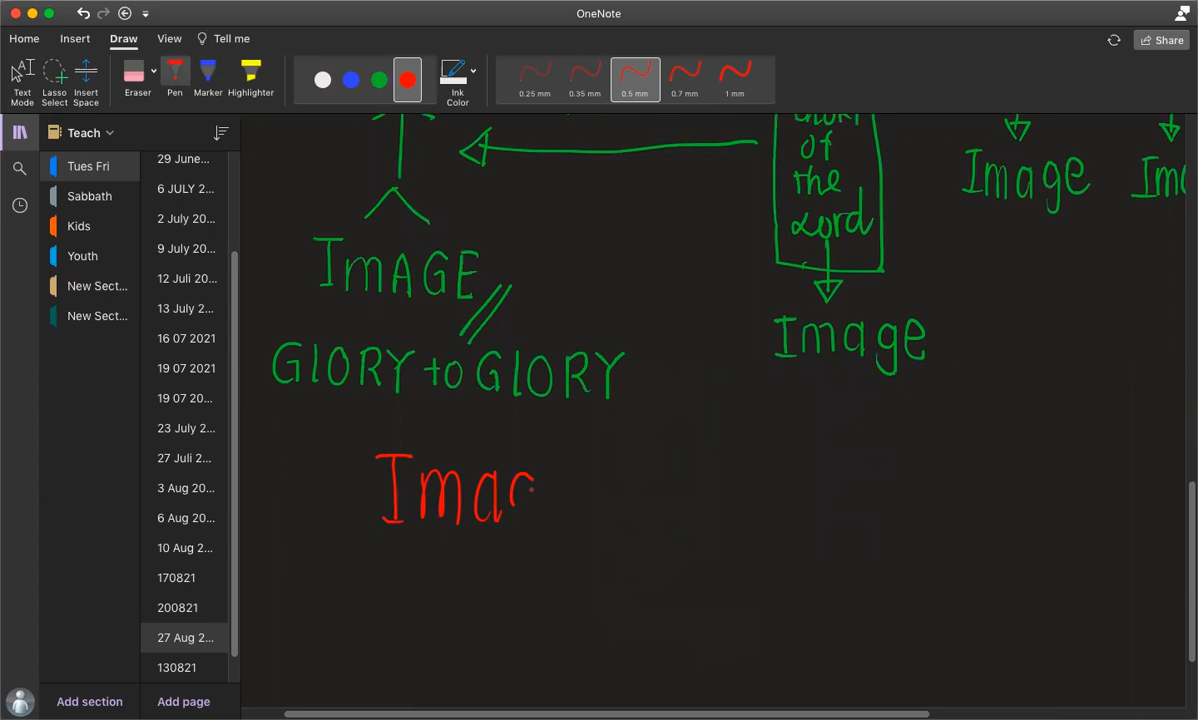 OneNote
Home Insert Draw View Tell me
Share
Text Mode
Lasso Select
Insert Space
Eraser
Pen
Marker
Highlighter
Ink Color
0.25 mm
0.35 mm
0.5 mm
0.7 mm
1 mm
Teach
Tues Fri
Sabbath
Kids
Youth
New Sect...
New Sect...
Add section
29 June...
6 JULY 2...
2 July 20...
9 July 20...
12 Juli 20...
13 July 2...
16 07 2021
19 07 2021
19 07 20...
23 July 2...
27 Juli 2...
3 Aug 20...
6 Aug 20...
10 Aug 2...
170821
200821
27 Aug 2...
130821
Add page
of
the
Lord
Image
Image
IMAGE
GLORY to GLORY
Imag